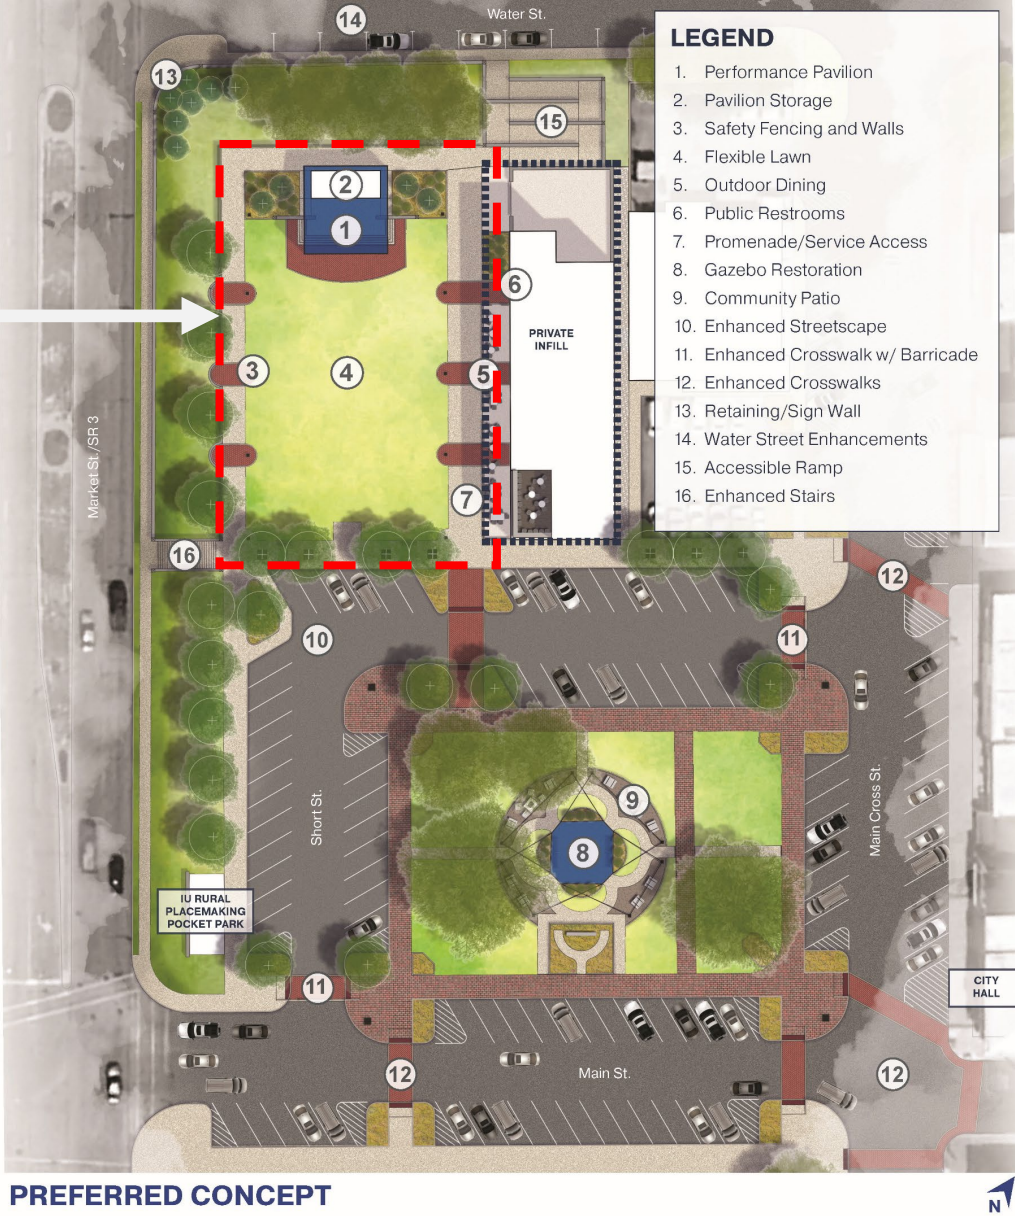 14
Water St.
LEGEND
1. Performance Pavilion
2. Pavilion Storage
3. Safety Fencing and Walls
4. Flexible Lawn
5. Outdoor Dining
6. Public Restrooms
7. Promenade/Service Access
8. Gazebo Restoration
9. Community Patio
10. Enhanced Streetscape
11. Enhanced Crosswalk w/ Barricade
12. Enhanced Crosswalks
13. Retaining/Sign Wall
14. Water Street Enhancements
15. Accessible Ramp
16. Enhanced Stairs
13
15
2
1
6
PRIVATE
INFILL
3
4
5
Market St./SR 3
7
16
12
10
11
Short St.
9
Main Cross St.
8
IU RURAL
PLACEMAKING
POCKET PARK
11
CITY
HALL
12
Main St.
12
PREFERRED CONCEPT
N